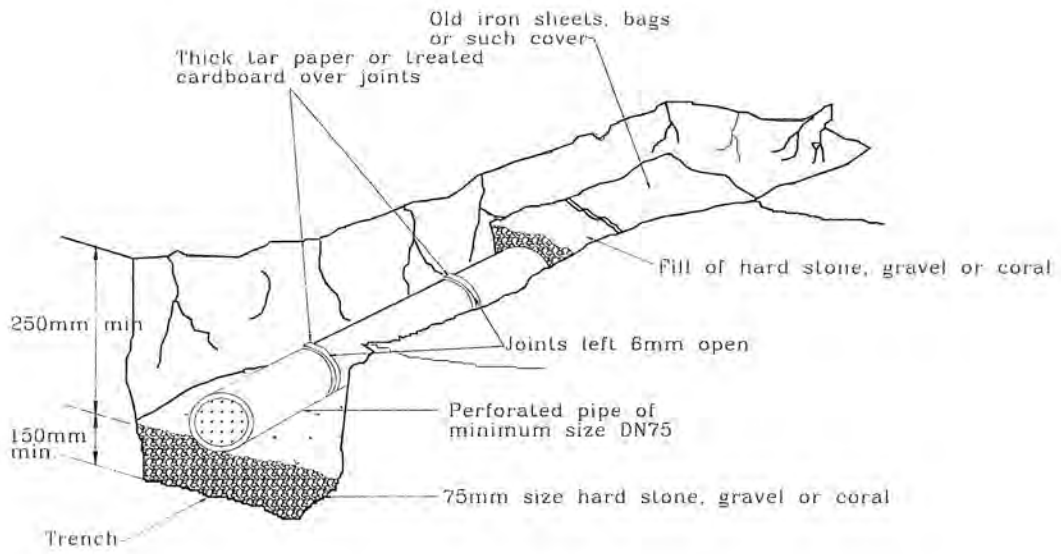 Old iron sheets, bags
or such cover
Thick tar paper or treated
cardboard over joints
Fill of hard stone, gravel or coral
250mm min
Joints left 6mm open
Perforated pipe of
minimum size DN75
150mm
min
75mm size hard stone, gravel or coral
Trench